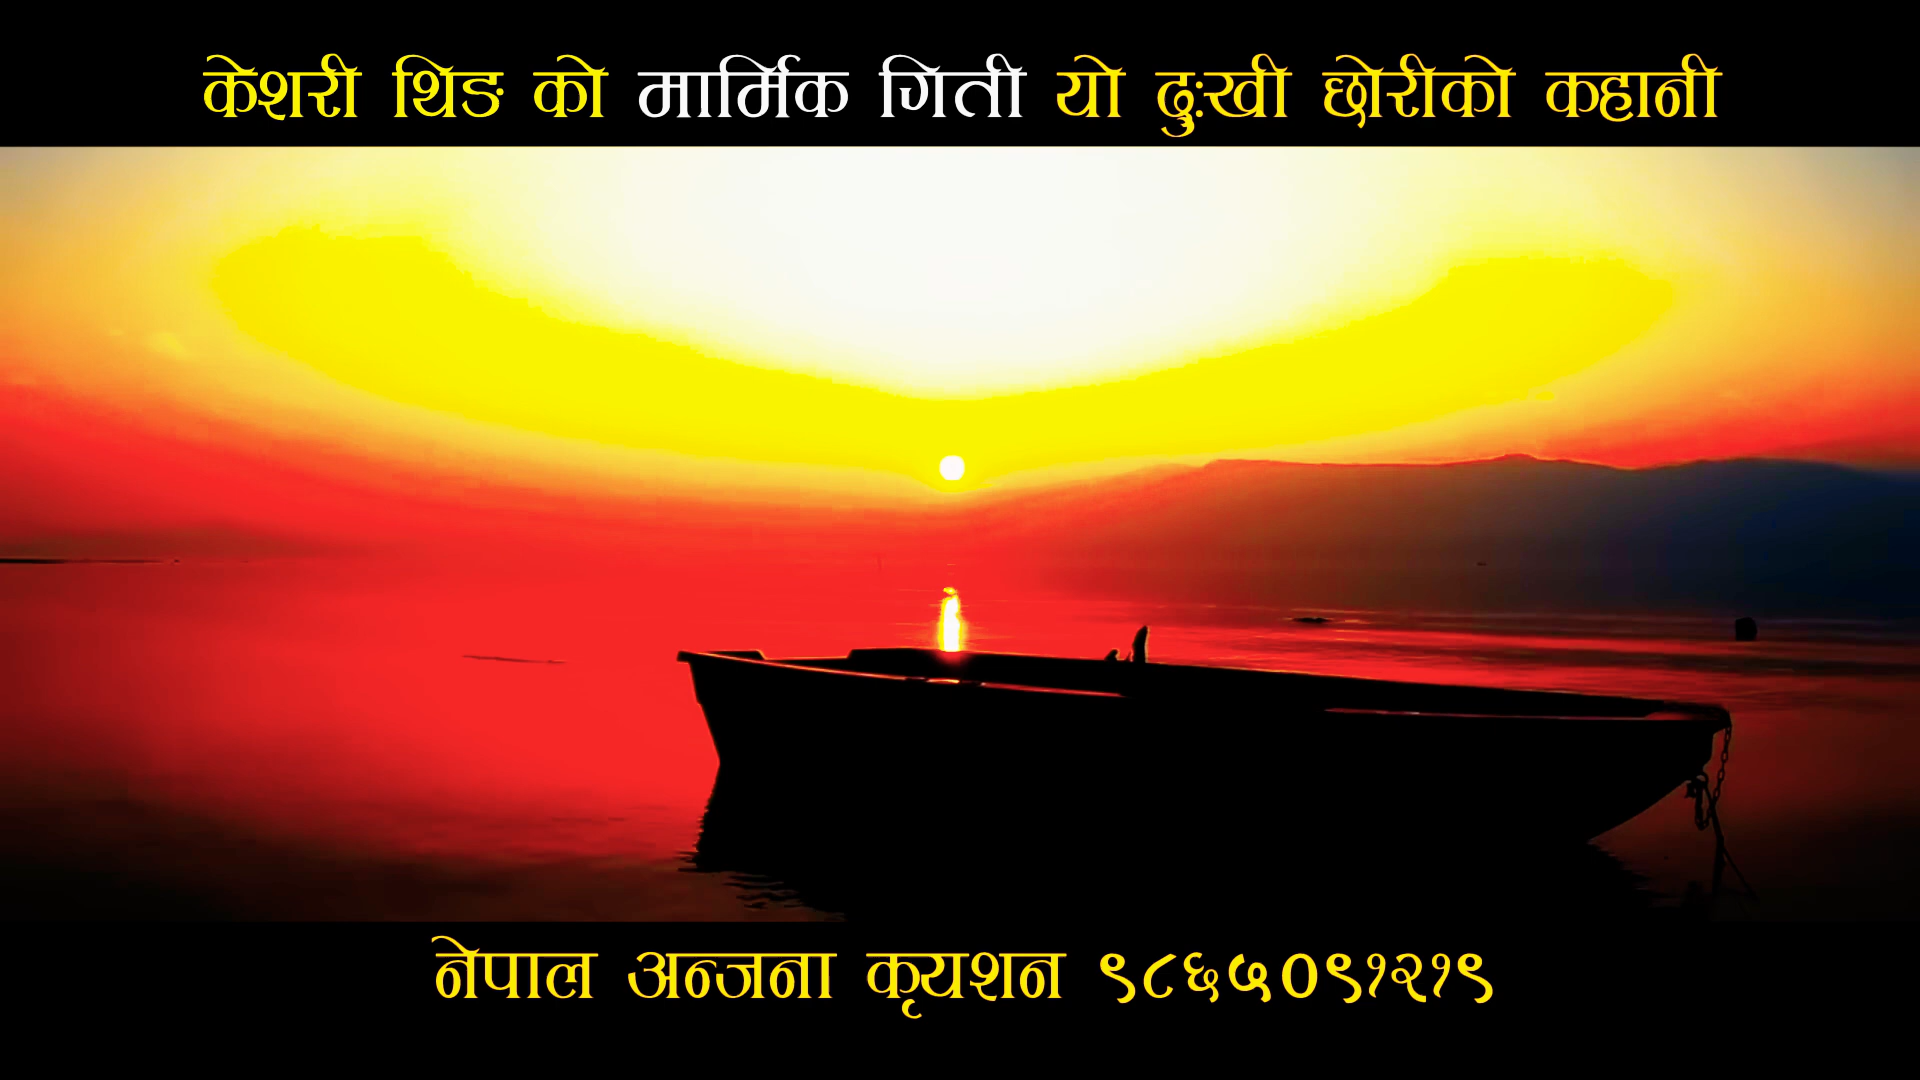 केशरी थिङ को मार्मिक गिती यो दुःखी छोरीको कहानी
नेपाल अन्जना कृयशन ९८६५०९१२१९